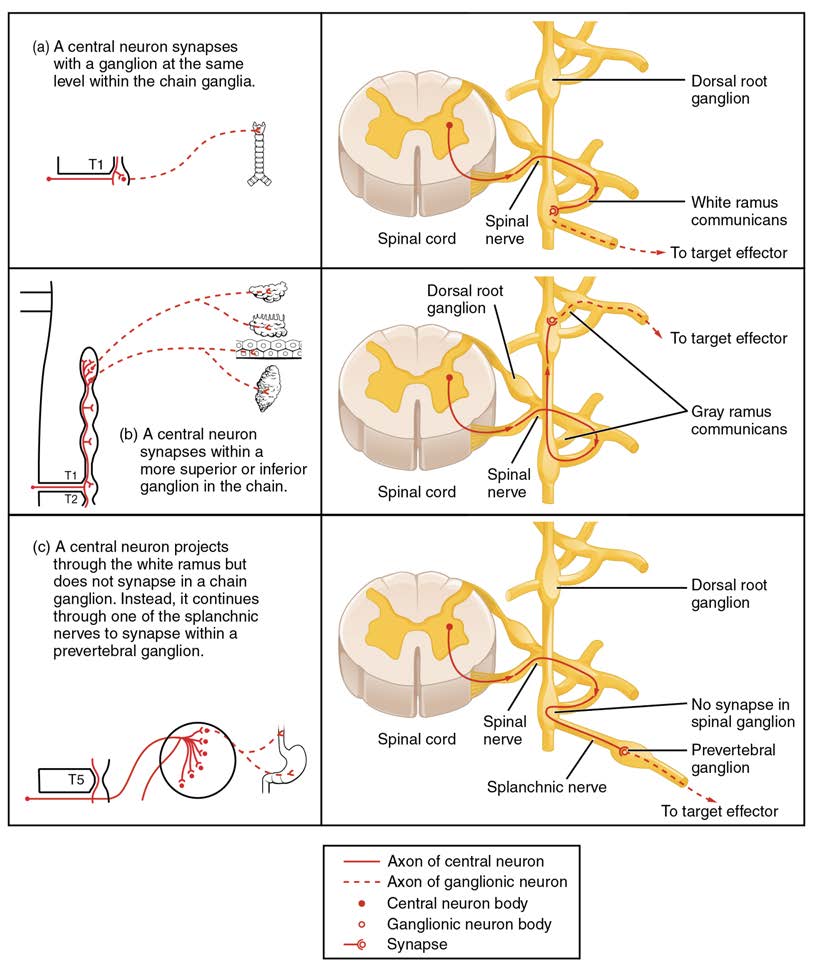 (a) A central neuron synapses
with a ganglion at the same
level within the chain ganglia.
T1
Dorsal root
ganglion
White ramus
communicans
Spinal
nerve
Spinal cord
To target effector
T1
T2
(b) A central neuron
synapses within a
more superior or inferior
ganglion in the chain.
Dorsal root
ganglion
To target effector
Gray ramus
communicans
Spinal
nerve
Spinal cord
(c) A central neuron projects
through the white ramus but
does not synapse in a chain
ganglion. Instead, it continues
through one of the splanchnic
nerves to synapse within a
prevertebral ganglion.
T5
Dorsal root
ganglion
No synapse in
spinal ganglion
Spinal
nerve
Spinal cord
Prevertebral
ganglion
Splanchnic nerve
To target effector
Axon of central neuron
Axon of ganglionic neuron
Central neuron body
Ganglionic neuron body
Synapse